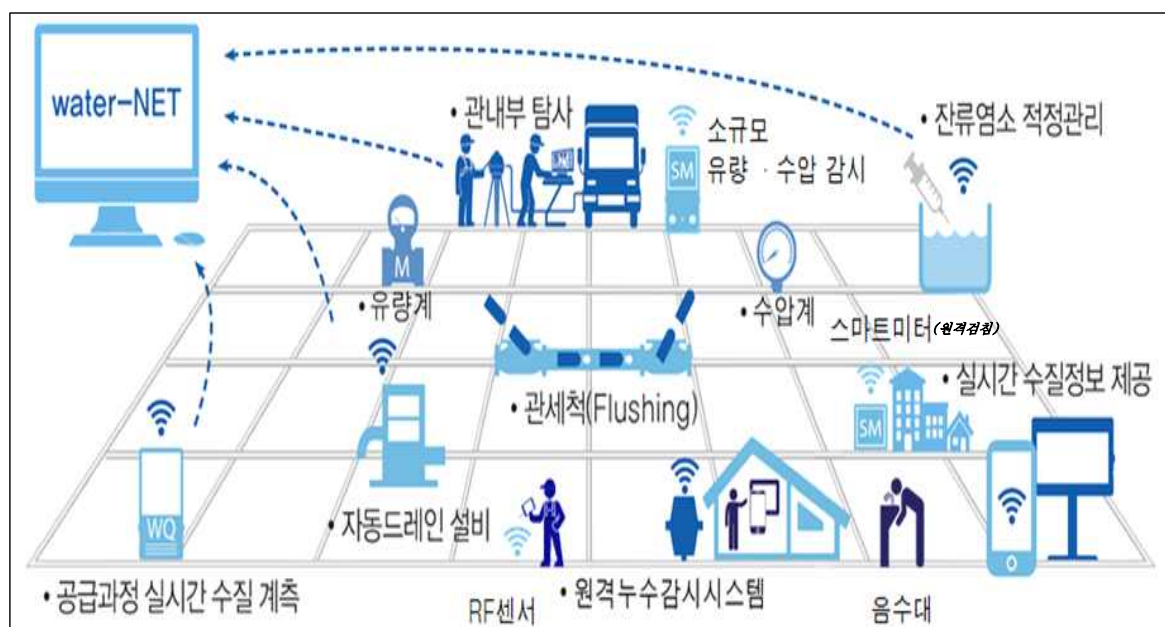 water-NET
• 관내부 탐사
소규모
유량 · 수압 감시
SM
• 잔류염소 적정관리
M
• 유량계
• 수압계
스마트미터(원격검침)
• 관세척(Flushing)
• 실시간 수질정보 제공
SM
WQ
• 자동드레인 설비
• 공급과정 실시간 수질 계측
RF센서
• 원격누수감시시스템
음수대